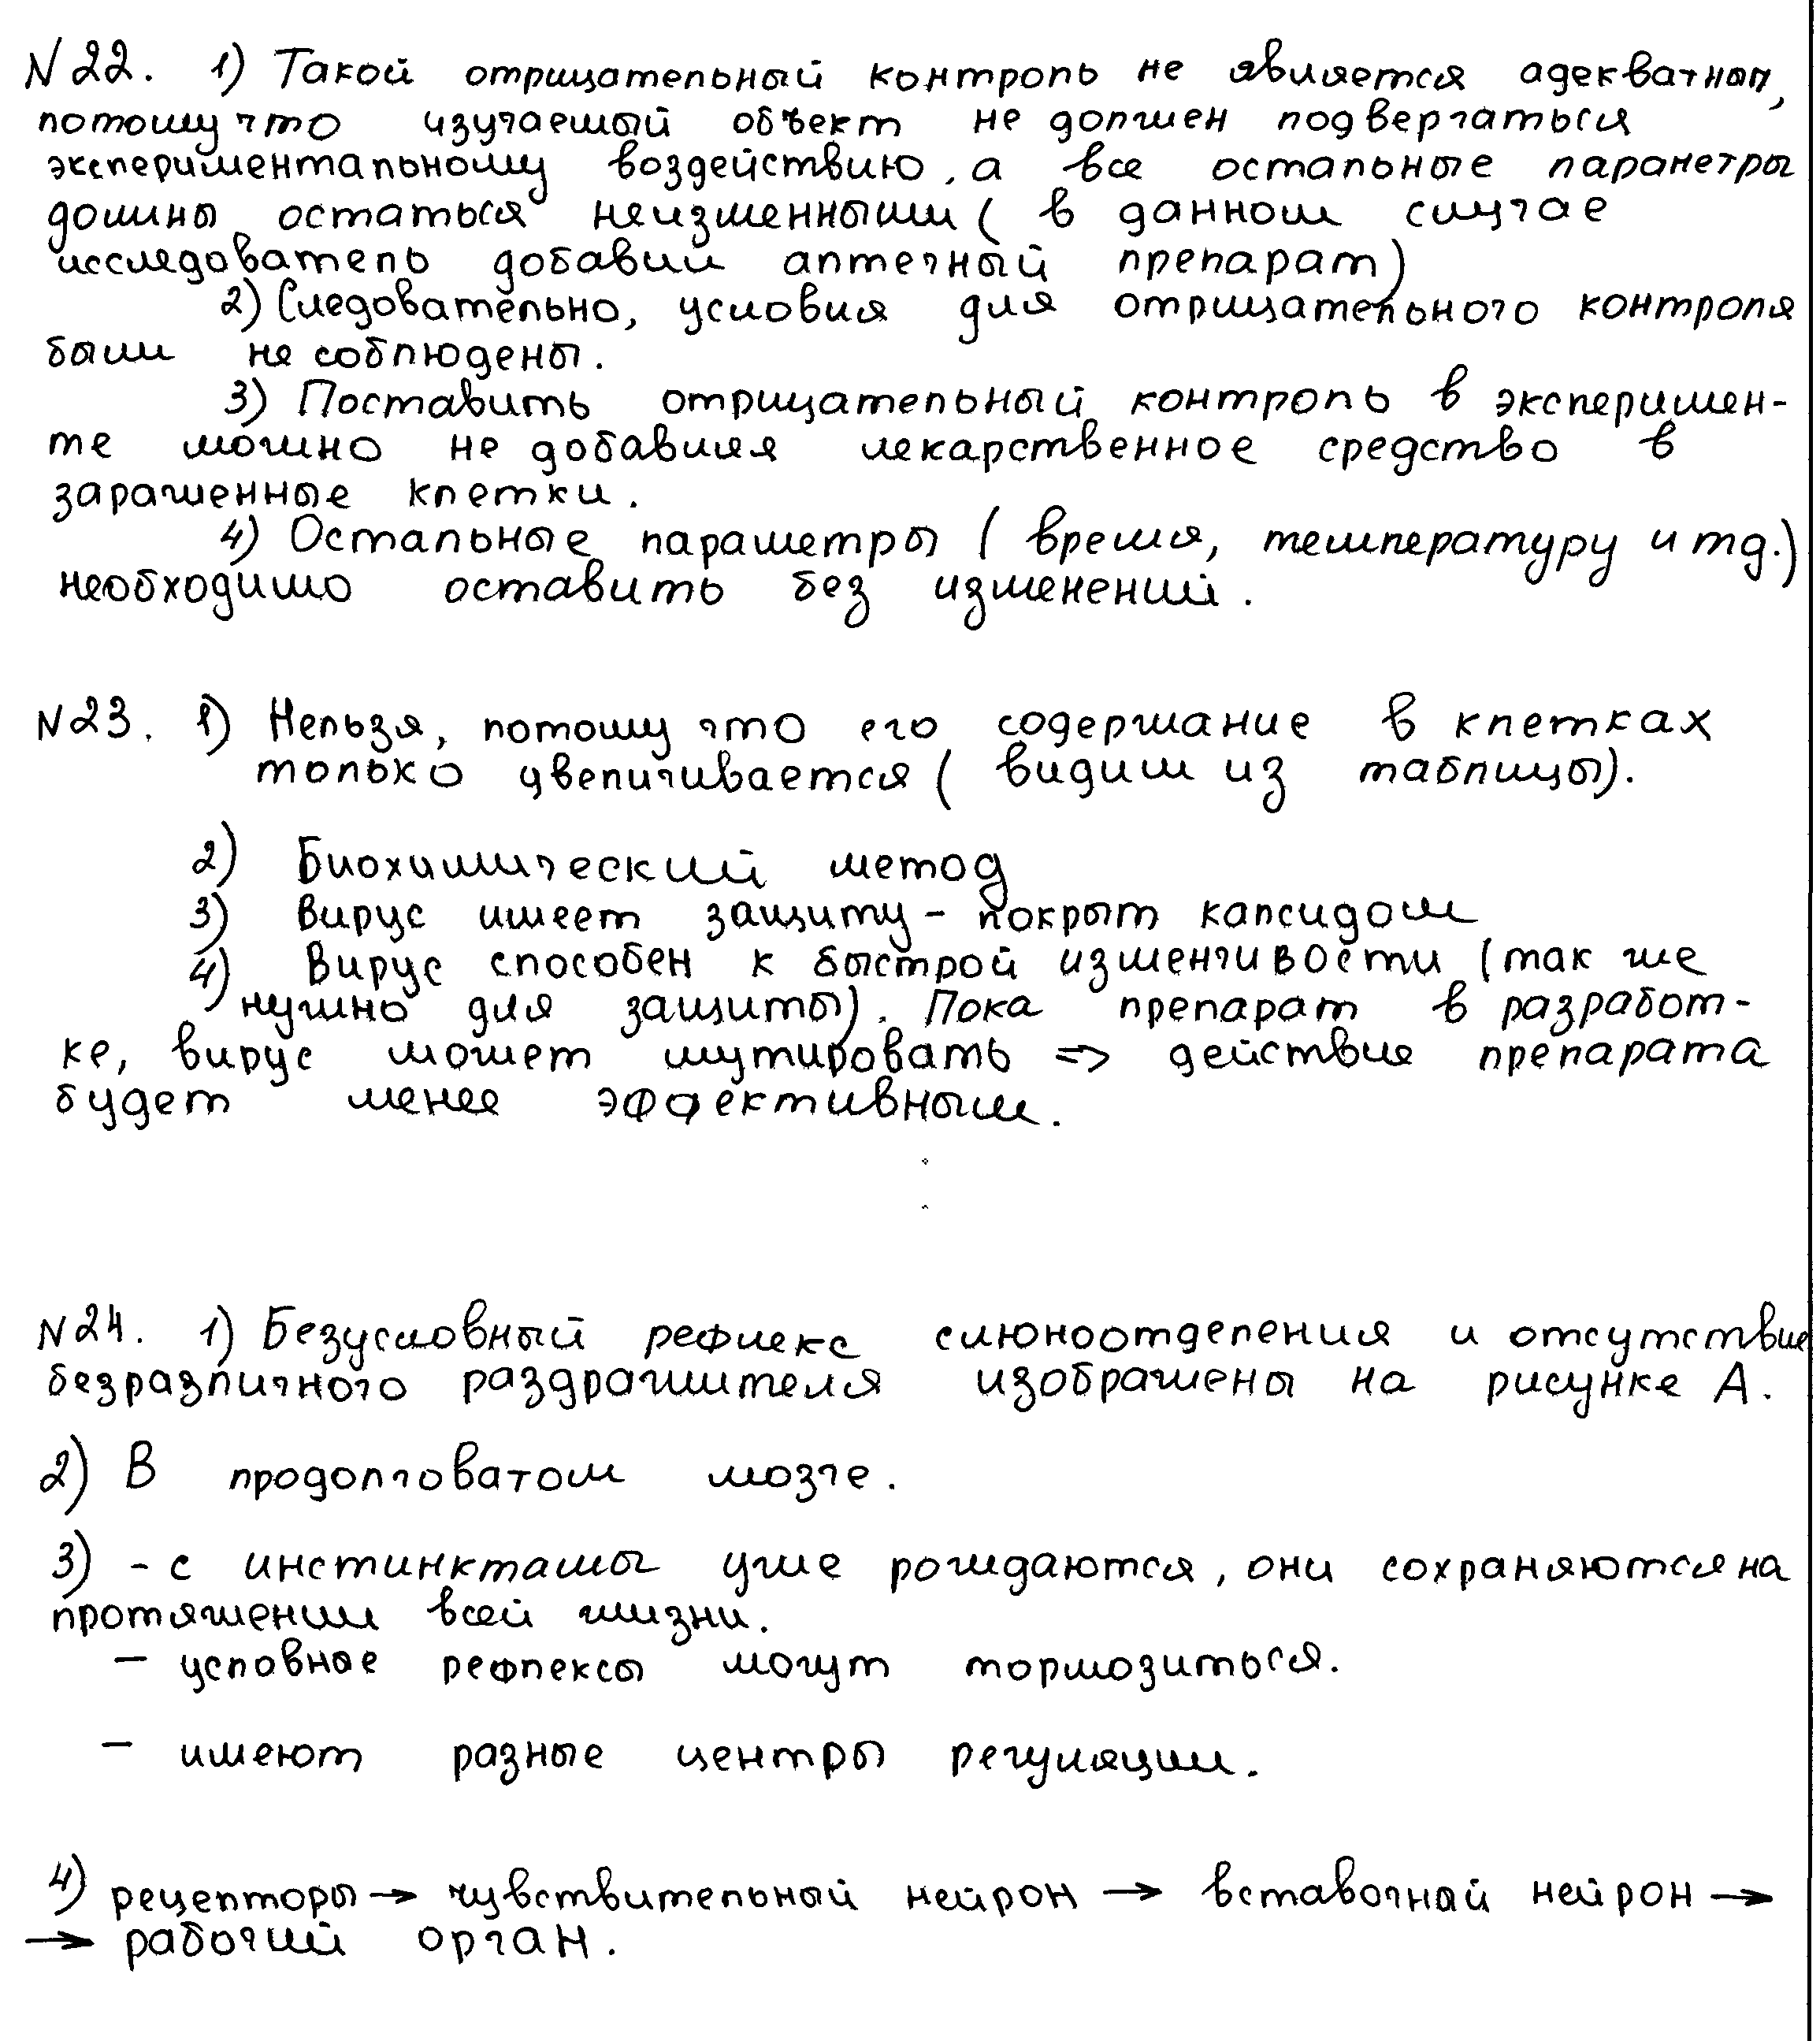 N22. 1) Такой отрицательный контроль не является адекватным,
потому что изучаемый объект не должен подвергаться
экспериментальному воздействию, а все остальные параметры
должны остаться неизменными ( в данном случае
исследователь добавил аптечный препарат)
2) Следовательно, условия для отрицательного контроля
были не соблюдены.
3) Поставить отрицательный контроль в эксперимен-
те можно не добавляя лекарственное средство в
зараженные клетки.
4) Остальные параметры ( время, температуру и тд.)
необходимо оставить без изменений.
N23. 1) Нельзя, потому что его содержание в клетках
только увеличивается ( видим из таблицы).
2) Биохимический метод
3) Вирус имеет защиту - покрыт капсидом
4) Вирус способен к быстрой изменчивости (так же
нужно для защиты). Пока препарат в разработ-
ке, вирус может мутировать => действие препарата
будет менее эффективным.
N24. 1) Безусловный рефлекс слюноотделения и отсутствие
безразличного раздражителя изображены на рисунке А.
2) В продолговатом мозге.
3) - с инстинктами уже рождаются, они сохраняются на
протяжении всей жизни.
- условные рефлексы могут тормозиться.
- имеют разные центры регуляции.
4) рецепторы → чувствительный нейрон → вставочный нейрон →
→ рабочий орган.